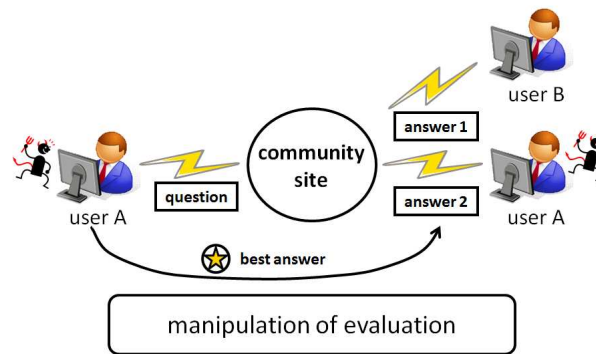 user B
answer 1
community
site
user A
question
answer 2
user A
best answer
manipulation of evaluation